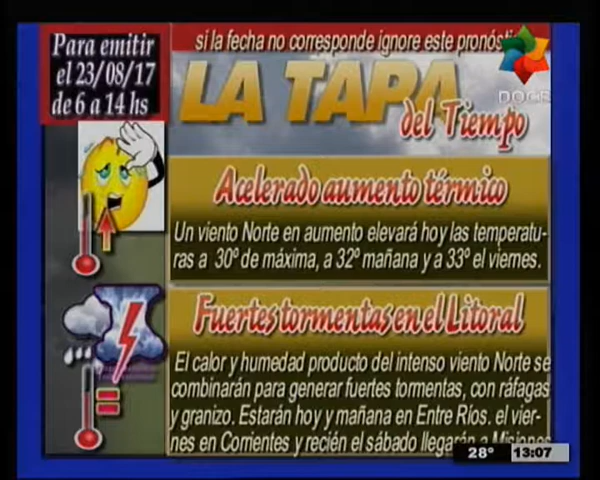 Para emitir
el 23/08/17
de 6 a 14 hs
si la fecha no corresponde ignore este
LA TAPA
del Tiempo
Acelerado aumento térmico
Un viento Norte en aumento elevará hoy las temperatu-
ras a 30º de máxima, a 32º mañana y a 33º el viernes.
Fuertes tormentas en el Litoral
El calor y humedad producto del intenso viento Norte se
combinarán para generar fuertes tormentas, con ráfagas
y granizo. Estarán hoy y mañana en Entre Ríos. el vier-
nes en Corrientes y recién el sábado llegarán a Misiones
28º 13:07